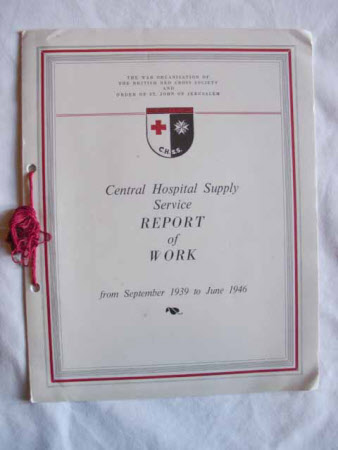 THE WAR ORGANISATION OF
THE BRITISH RED CROSS SOCIETY
AND
ORDER OF ST. JOHN OF JERUSALEM
C.H.S.S.
Central Hospital Supply
Service
REPORT
of
WORK
from September 1939 to June 1946